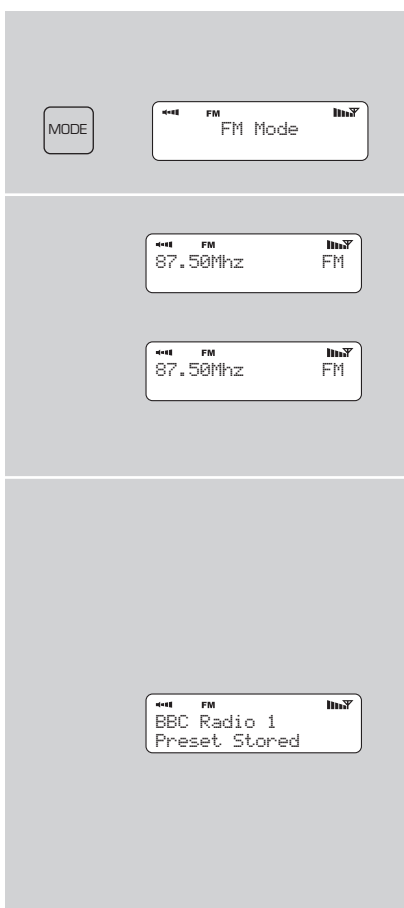 MODE
FM
FM Mode
FM
87.50Mhz FM
FM
87.50Mhz FM
FM
BBC Radio 1
Preset Stored